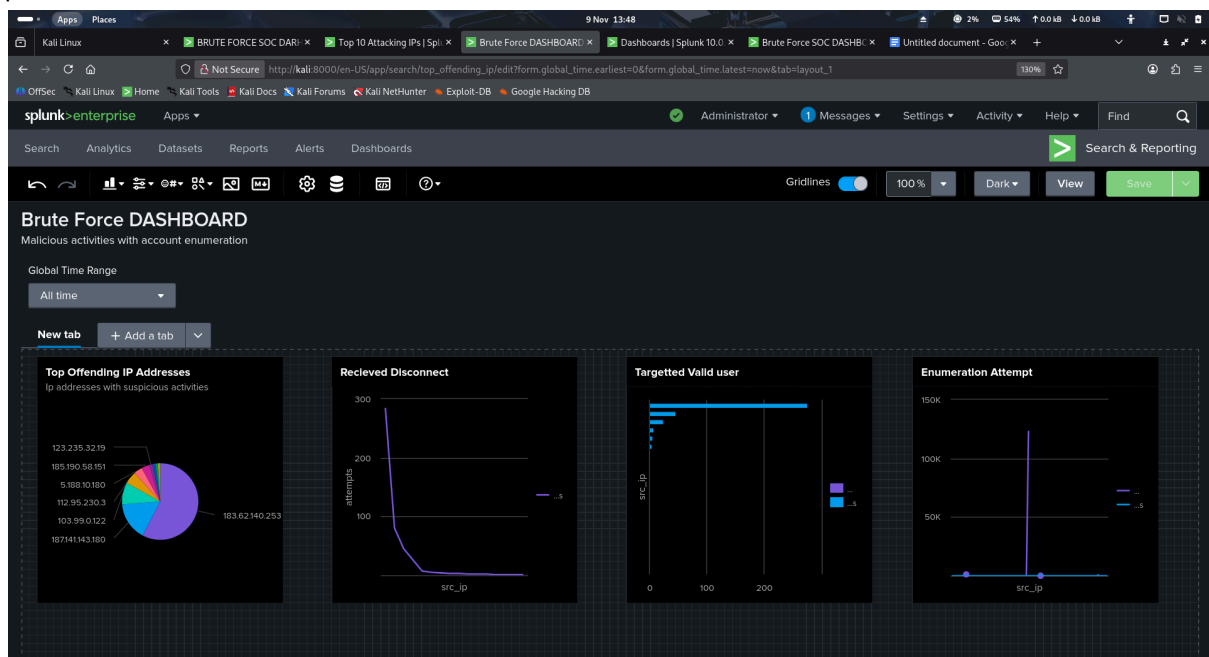 Apps Places 9 Nov 13:48 2% 54% ↑ 0.0 kB ↓ 0.0 kB
Kali Linux × BRUTE FORCE SOC DARH × Top 10 Attacking IPs | Splu × Brute Force DASHBOARD × Dashboards | Splunk 10.0. × Brute Force SOC DASHBO × Untitled document - Goog × +
Not Secure http://kali:8000/en-US/app/search/top_offending_ip/edit?form.global_time.earliest=0&form.global_time.latest=now&tab=layout_1 130%
OffSec Kali Linux Home Kali Tools Kali Docs Kali Forums Kali NetHunter Exploit-DB Google Hacking DB
splunk>enterprise Apps Administrator 1 Messages Settings Activity Help Find
Search Analytics Datasets Reports Alerts Dashboards Search & Reporting
Gridlines 100 % Dark View Save
Brute Force DASHBOARD
Malicious activities with account enumeration
Global Time Range
All time
New tab + Add a tab
Top Offending IP Addresses
Ip addresses with suspicious activities
123.235.32.19
185.190.58.151
5.188.10.180
112.95.230.3
103.99.0.122
187.141.143.180
183.62.140.253
Recieved Disconnect
300
200
100
attempts
src_ip
...s
Targetted Valid user
src_ip
0 100 200
...
...s
Enumeration Attempt
150K
100K
50K
src_ip
...
...s